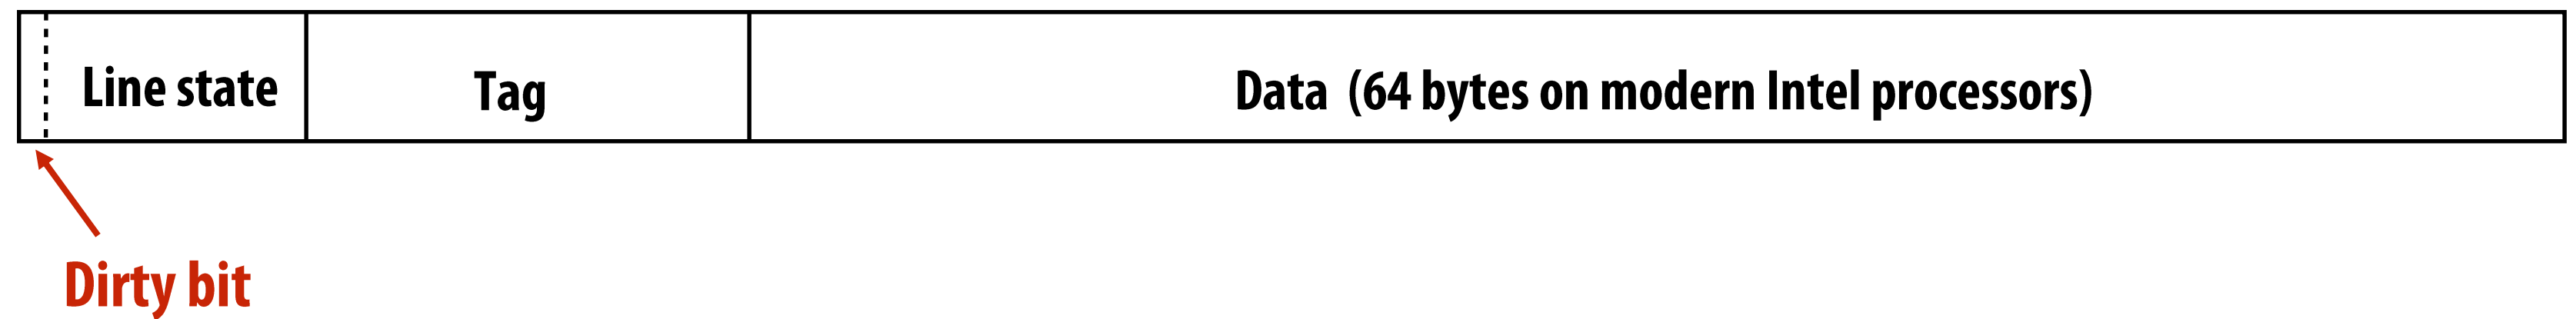 Line state
Tag
Data (64 bytes on modern Intel processors)
Dirty bit